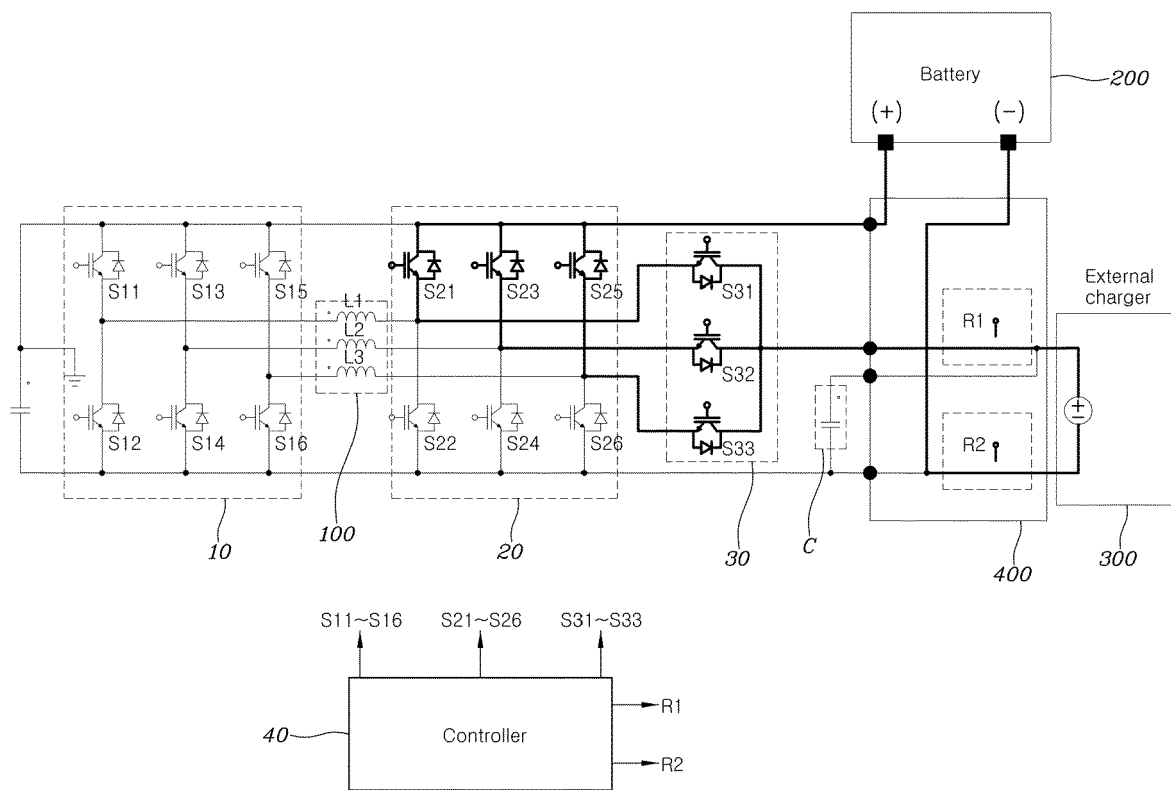 Battery
200
(+)
(-)
S11
S13
S15
S21
S23
S25
S31
External
charger
L1
L2
L3
R1
S32
±
S12
S14
S16
S22
S24
S26
S33
R2
10
100
20
30
C
400
300
S11~S16
S21~S26
S31~S33
40
Controller
R1
R2